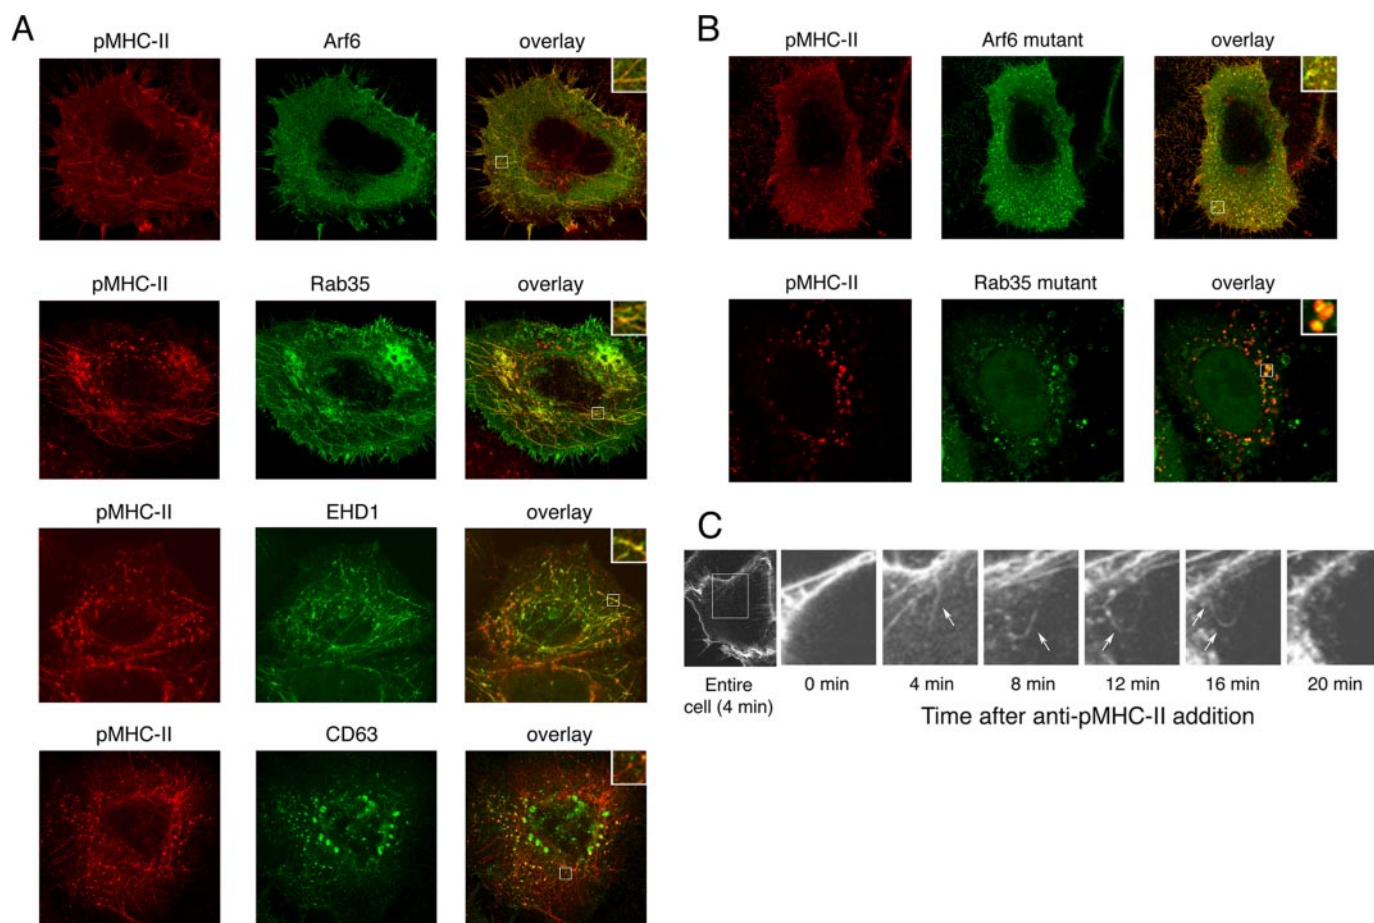 A
B
pMHC-II Arf6 overlay
pMHC-II Arf6 mutant overlay
pMHC-II Rab35 overlay
pMHC-II Rab35 mutant overlay
pMHC-II EHD1 overlay
pMHC-II CD63 overlay
C
Entire
cell (4 min)
0 min 4 min 8 min 12 min 16 min 20 min
Time after anti-pMHC-II addition